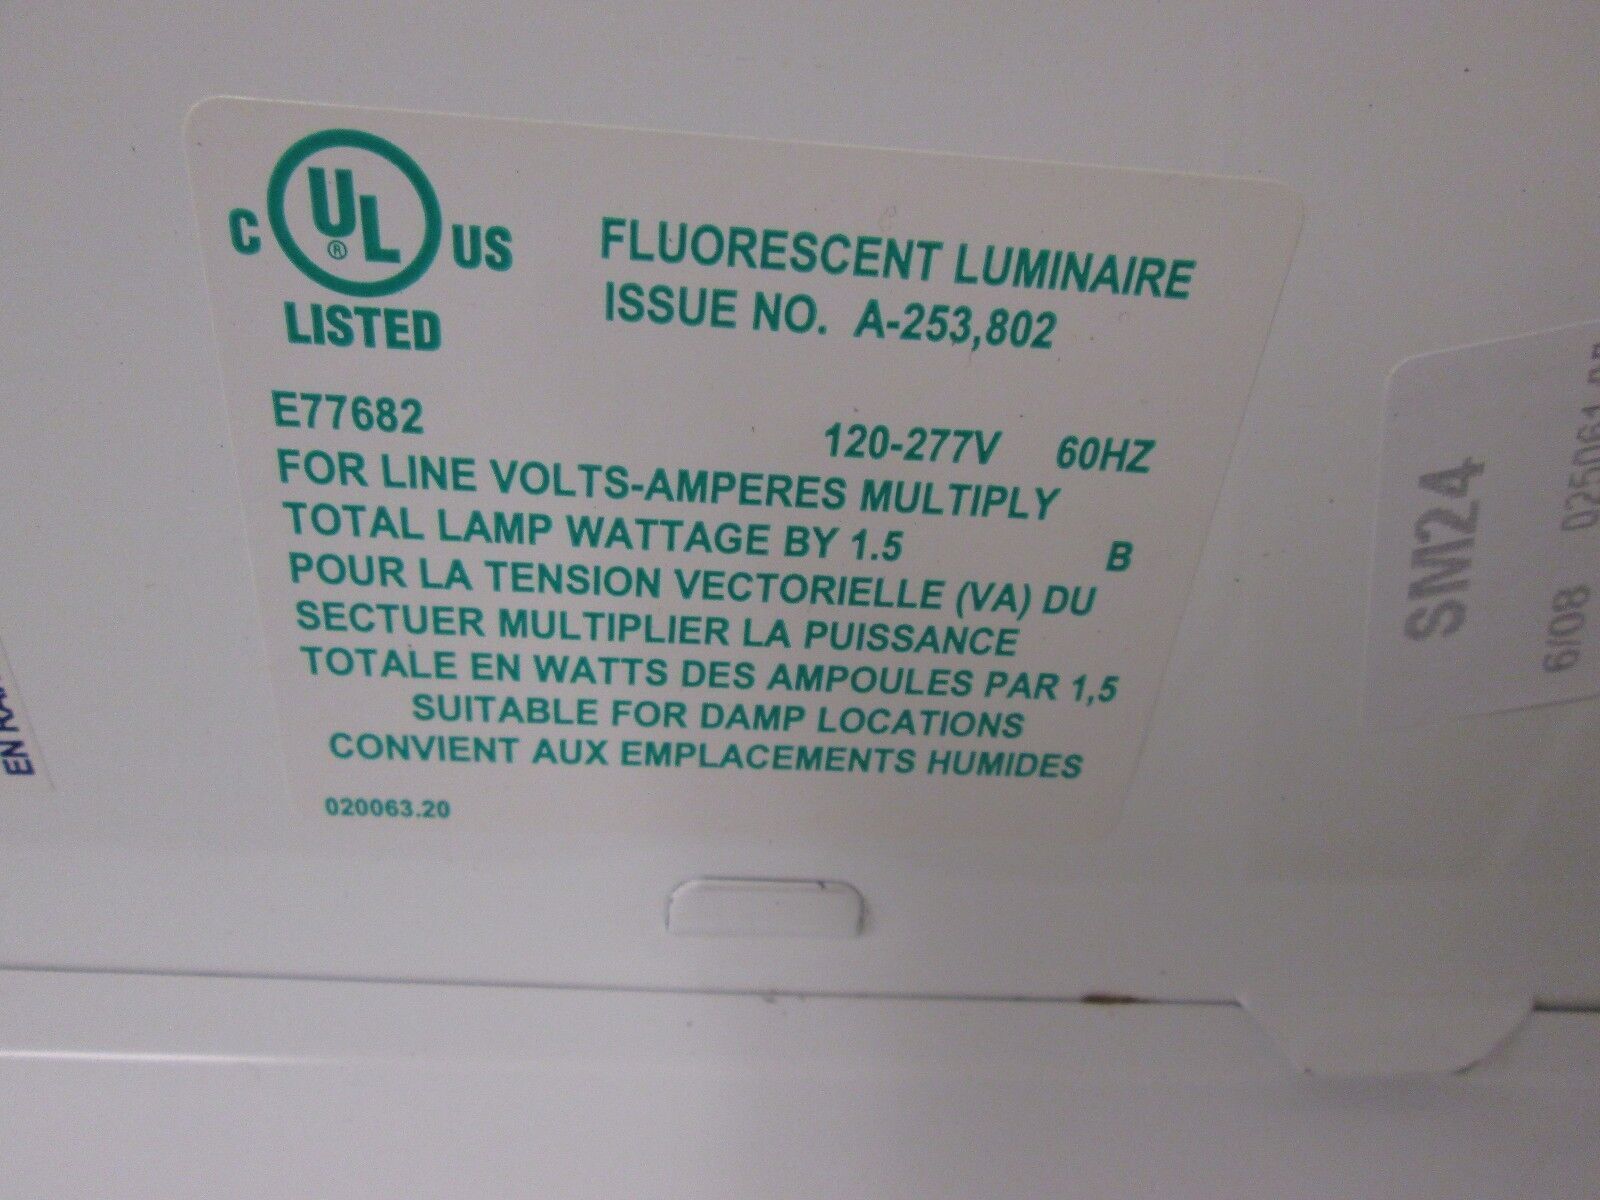 C UL ® US
LISTED
FLUORESCENT LUMINAIRE
ISSUE NO. A-253,802
E77682
120-277V 60HZ
FOR LINE VOLTS-AMPERES MULTIPLY
TOTAL LAMP WATTAGE BY 1.5 B
POUR LA TENSION VECTORIELLE (VA) DU
SECTUER MULTIPLIER LA PUISSANCE
TOTALE EN WATTS DES AMPOULES PAR 1,5
SUITABLE FOR DAMP LOCATIONS
CONVIENT AUX EMPLACEMENTS HUMIDES
020063.20
SM24
6/08
EN